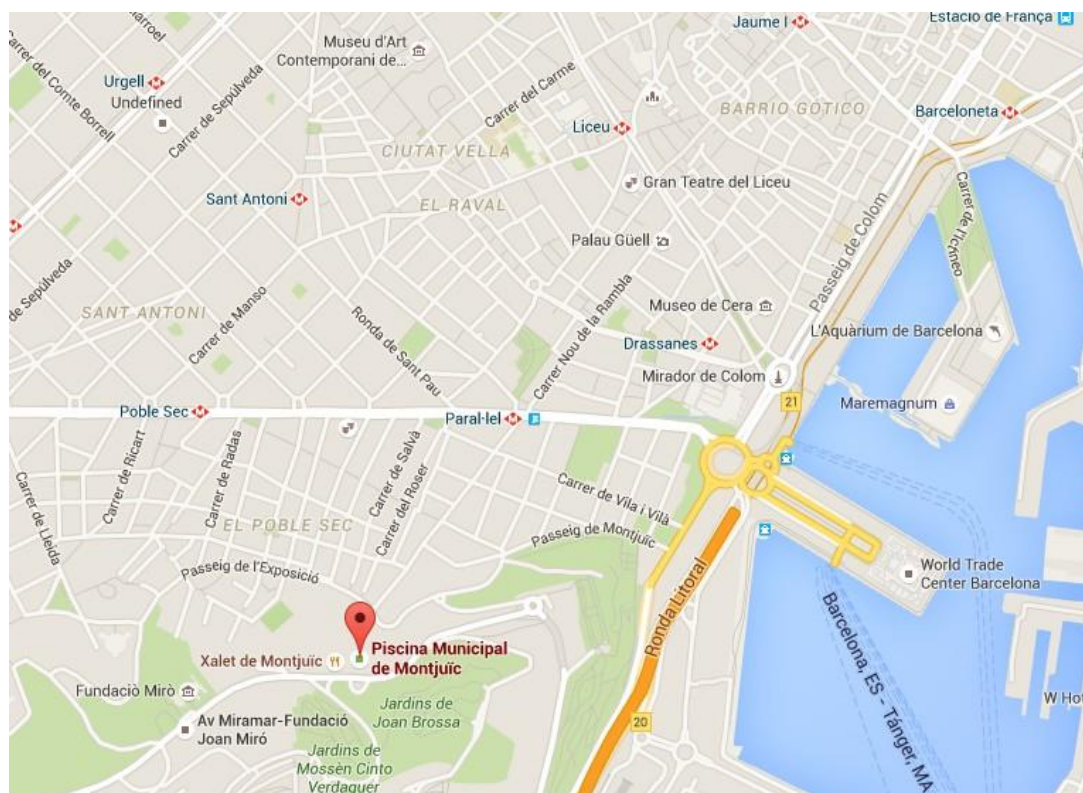 Jaume I
Estació de França
Museu d'Art
Contemporani de...
Urgell
Undefined
Carrer del Comte Borrell
Carrer de Sepúlveda
Carrer del Carme
BARRIO GÓTICO
Barceloneta
Liceu
CIUTAT VELLA
Gran Teatre del Liceu
Carrer de l'Ictíneo
Sant Antoni
EL RAVAL
Palau Güell
Passeig de Colom
de Sepúlveda
SANT ANTONI
Carrer de Manso
Ronda de Sant Pau
Carrer Nou de la Rambla
Museo de Cera
L'Aquàrium de Barcelona
Drassanes
Mirador de Colom
21
Maremagnum
Poble Sec
Paral·lel
Carrer de Lleida
Carrer de Ricart
Carrer de Radas
Carrer de Salvà
Carrer del Roser
Carrer de Vila i Vilà
EL POBLE SEC
Passeig de Montjuïc
Passeig de l'Exposició
World Trade
Center Barcelona
Ronda Litoral
Barcelona, ES - Tánger, MA
Piscina Municipal
de Montjuïc
Xalet de Montjuïc
Fundació Mirò
Jardins de
Joan Brossa
W Hot
Av Miramar-Fundació
Joan Miró
20
Jardins de
Mossèn Cinto
Verdaguer